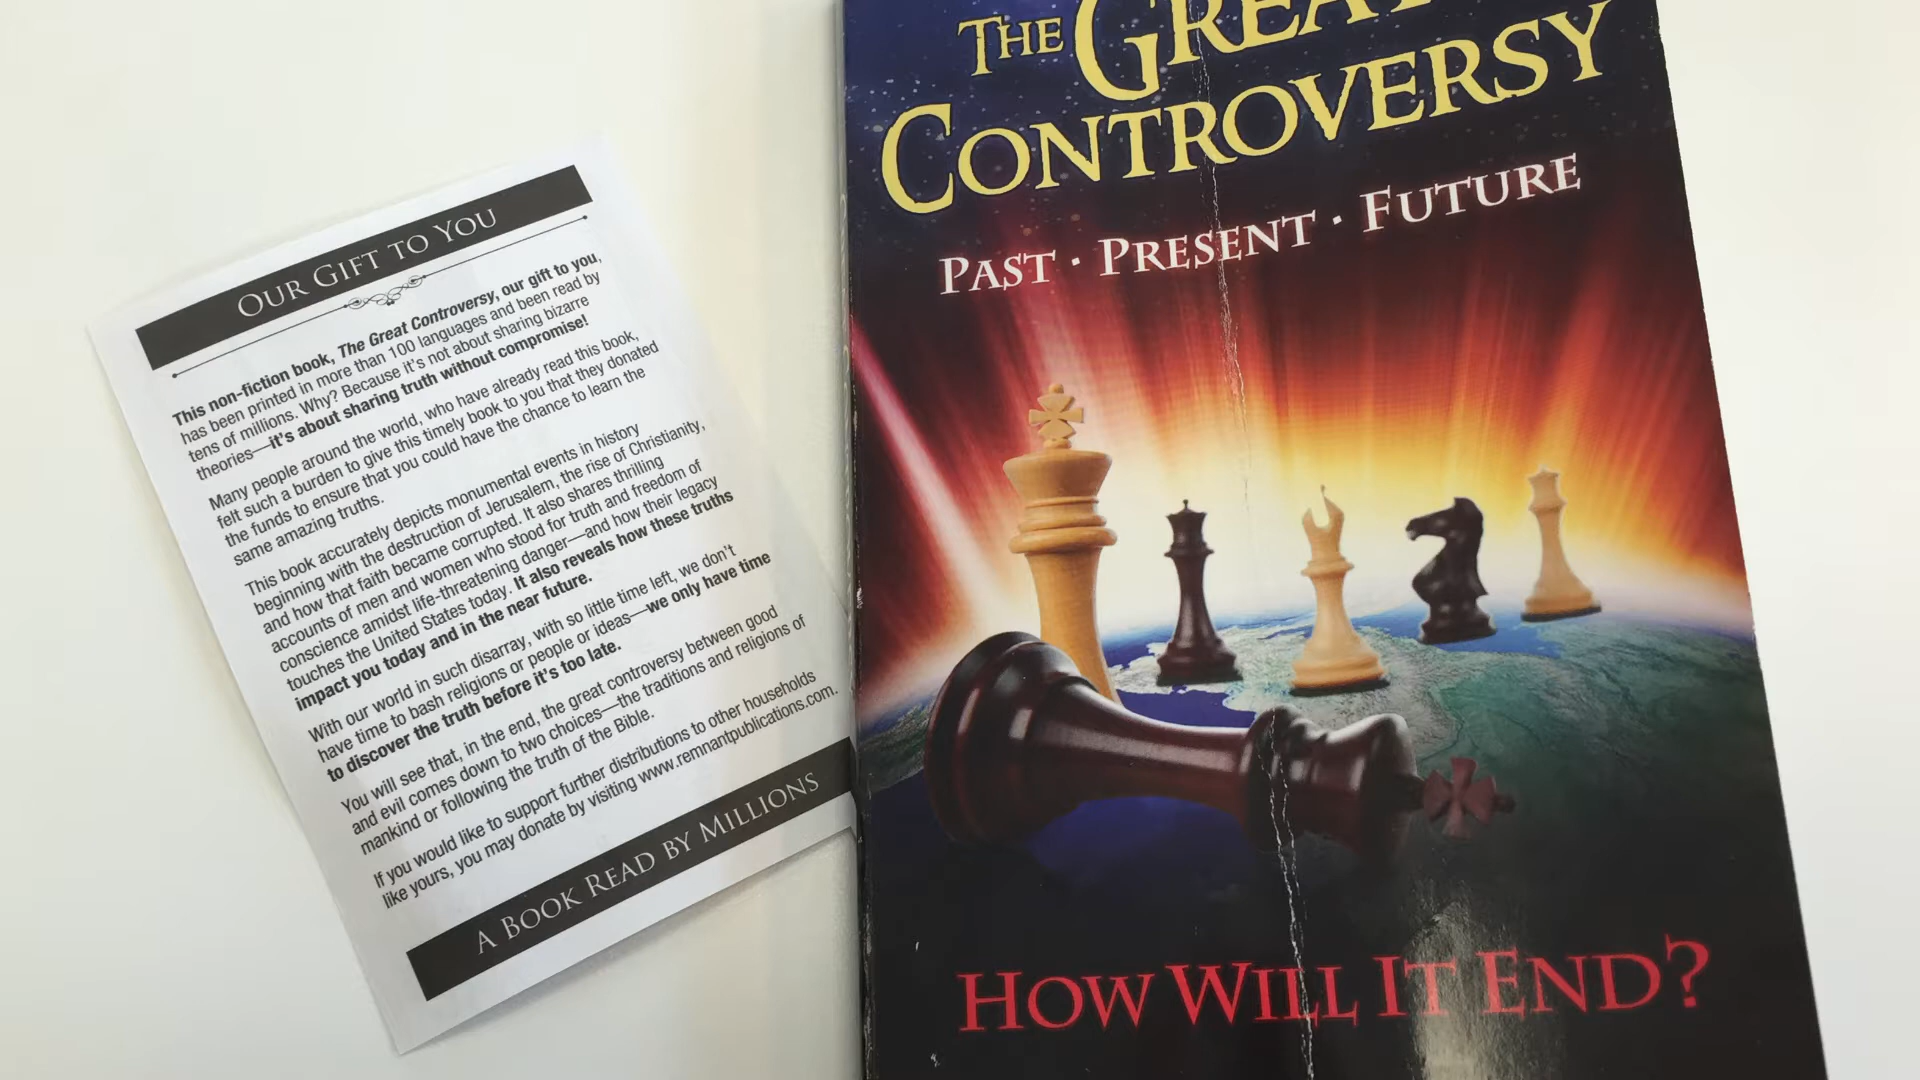 OUR GIFT TO YOU
This non-fiction book, The Great Controversy, our gift to you,
has been printed in more than 100 languages and been read by
tens of millions. Why? Because it's not about sharing bizarre
theories—it's about sharing truth without compromise!
Many people around the world, who have already read this book,
felt such a burden to give this timely book to you that they donated
the funds to ensure that you could have the chance to learn the
same amazing truths.
This book accurately depicts monumental events in history
beginning with the destruction of Jerusalem, the rise of Christianity,
and how that faith became corrupted. It also shares thrilling
accounts of men and women who stood for truth and freedom of
conscience amidst life-threatening danger—and how their legacy
touches the United States today. It also reveals how these truths
impact you today and in the near future.
With our world in such disarray, with so little time left, we don't
have time to bash religions or people or ideas—we only have time
to discover the truth before it's too late.
You will see that, in the end, the great controversy between good
and evil comes down to two choices—the traditions and religions of
mankind or following the truth of the Bible.
If you would like to support further distributions to other households
like yours, you may donate by visiting www.remnantpublications.com.
A BOOK READ BY MILLIONS
THE GREAT
CONTROVERSY
PAST · PRESENT · FUTURE
HOW WILL IT END?